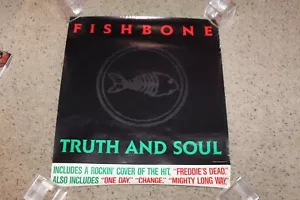 FISHBONE
TRUTH AND SOUL
INCLUDES A ROCKIN' COVER OF THE HIT, "FREDDIE'S DEAD."
ALSO INCLUDES "ONE DAY," "CHANGE," "MIGHTY LONG WAY."